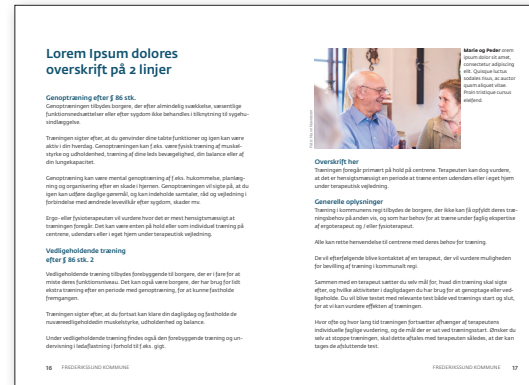 Lorem Ipsum dolores
overskrift på 2 linjer
Genoptræning efter § 86 stk.
Genoptræningen tilbydes borgere, der efter almindelig svækkelse, væsentlige
funktionsnedsættelser eller efter sygdom ikke behandles i tilknytning til sygehu-
sindlæggelse.
Træningen sigter efter, at du genvinder dine tabte funktioner og igen kan være
aktiv i din hverdag. Genoptræningen kan f.eks. være fysisk træning af muskel-
styrke og udholdenhed, træning af dine leds bevægelighed, din balance eller af
din lungekapacitet.
Genoptræning kan være mental genoptræning af f.eks. hukommelse, planlæg-
ning og organisering efter en skade i hjernen. Genoptræningen vil sigte på, at du
igen kan udføre daglige gøremål, og kan indeholde samtaler, råd og vejledning i
forbindelse med ændrede levevilkår efter sygdom, skader mv.
Ergo- eller fysioterapeuten vil vurdere hvor det er mest hensigtsmæssigt at
træningen foregår. Det kan være enten på hold eller som individuel træning på
centrene, udendørs eller i eget hjem under terapeutisk vejledning.
Vedligeholdende træning
efter § 86 stk. 2
Vedligeholdende træning tilbydes forebyggende til borgere, der er i fare for at
miste deres funktionsniveau. Det kan også være borgere, der har brug for lidt
ekstra træning efter en periode med genoptræning, for at kunne fastholde
fremgangen.
Træningen sigter efter, at du fortsat kan klare din dagligdag og fastholde de
nuværedligeholdedin muskelstyrke, udholdenhed og balance.
Under vedligeholdende træning findes også den forebyggende træning og un-
dervisning i ledaflastning i forhold til f.eks. gigt.
16 FREDERIKSSUND KOMMUNE
Marie og Peder orem
ipsum dolor sit amet,
consectetur adipiscing
elit. Quisque luctus
sodales risus, ac auctor
quam aliquet vitae.
Proin tristique cursus
eleifend.
Overskrift her
Træningen foregår primært på hold på centrene. Terapeuten kan dog vurdere,
at det er hensigtsmæssigt en periode at træne enten udendørs eller i eget hjem
under terapeutisk vejledning.
Generelle oplysninger
Træning i kommunens regi tilbydes de borgere, der ikke kan få opfyldt deres træ-
ningsbehov på anden vis, og som har behov for at træne under faglig ekspertise
af ergoterapeut og / eller fysioterapeut.
Alle kan rette henvendelse til centrene med deres behov for træning.
De vil efterfølgende blive kontaktet af en terapeut, der vil vurdere muligheden
for bevilling af træning i kommunalt regi.
Sammen med en terapeut sætter du selv mål for, hvad din træning skal sigte
efter, og hvilke aktiviteter i dagligdagen du har brug for at genoptage eller ved-
ligeholde. Du vil blive testet med relevante test både ved trænings start og slut,
for at vi kan vurdere effekten af træningen.
Hvor ofte og hvor lang tid træningen fortsætter afhænger af terapeutens
individuelle faglige vurdering, og de mål der er sat ved træningsstart. Ønsker du
selv at stoppe træningen, skal dette aftales med terapeuten således, at der kan
tages de afsluttende test.
FREDERIKSSUND KOMMUNE 17